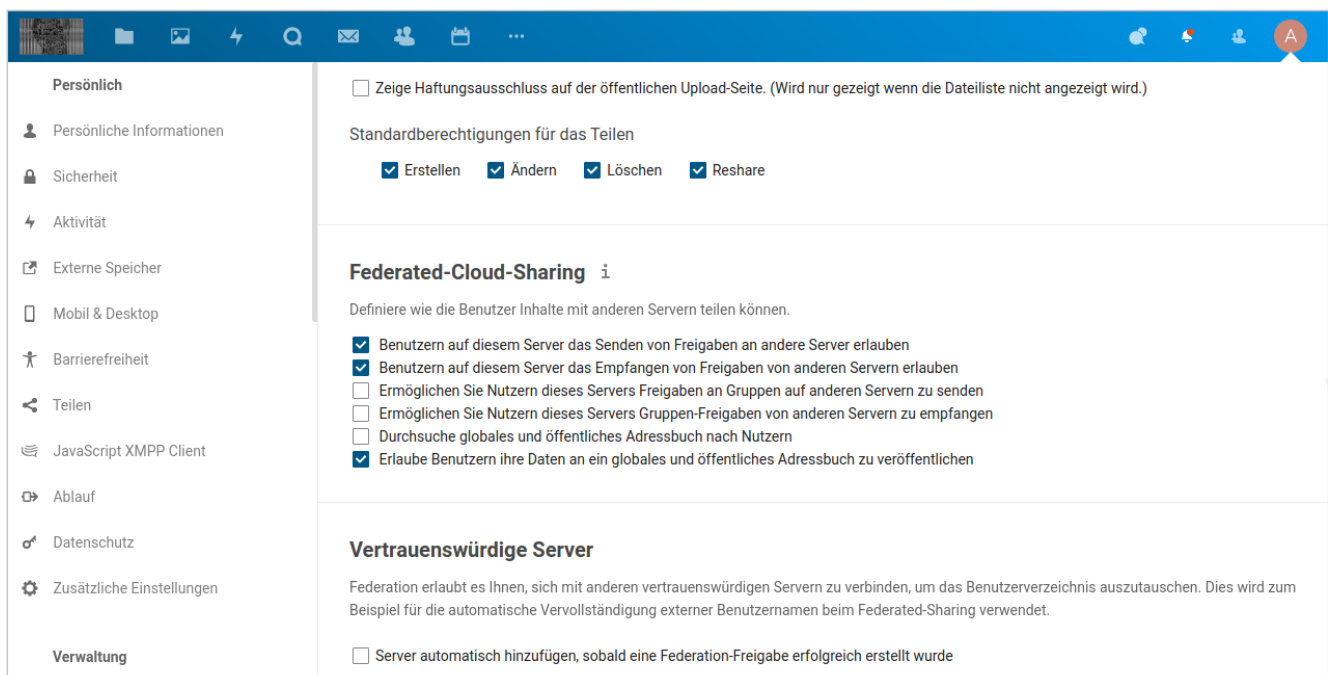 A
Persönlich
Persönliche Informationen
Sicherheit
Aktivität
Externe Speicher
Mobil & Desktop
Barrierefreiheit
Teilen
JavaScript XMPP Client
Ablauf
Datenschutz
Zusätzliche Einstellungen
Verwaltung
Zeige Haftungsausschluss auf der öffentlichen Upload-Seite. (Wird nur gezeigt wenn die Dateiliste nicht angezeigt wird.)
Standardberechtigungen für das Teilen
Erstellen Ändern Löschen Reshare
Federated-Cloud-Sharing i
Definiere wie die Benutzer Inhalte mit anderen Servern teilen können.
Benutzern auf diesem Server das Senden von Freigaben an andere Server erlauben
Benutzern auf diesem Server das Empfangen von Freigaben von anderen Servern erlauben
Ermöglichen Sie Nutzern dieses Servers Freigaben an Gruppen auf anderen Servern zu senden
Ermöglichen Sie Nutzern dieses Servers Gruppen-Freigaben von anderen Servern zu empfangen
Durchsuche globales und öffentliches Adressbuch nach Nutzern
Erlaube Benutzern ihre Daten an ein globales und öffentliches Adressbuch zu veröffentlichen
Vertrauenswürdige Server
Federation erlaubt es Ihnen, sich mit anderen vertrauenswürdigen Servern zu verbinden, um das Benutzerverzeichnis auszutauschen. Dies wird zum
Beispiel für die automatische Vervollständigung externer Benutzernamen beim Federated-Sharing verwendet.
Server automatisch hinzufügen, sobald eine Federation-Freigabe erfolgreich erstellt wurde